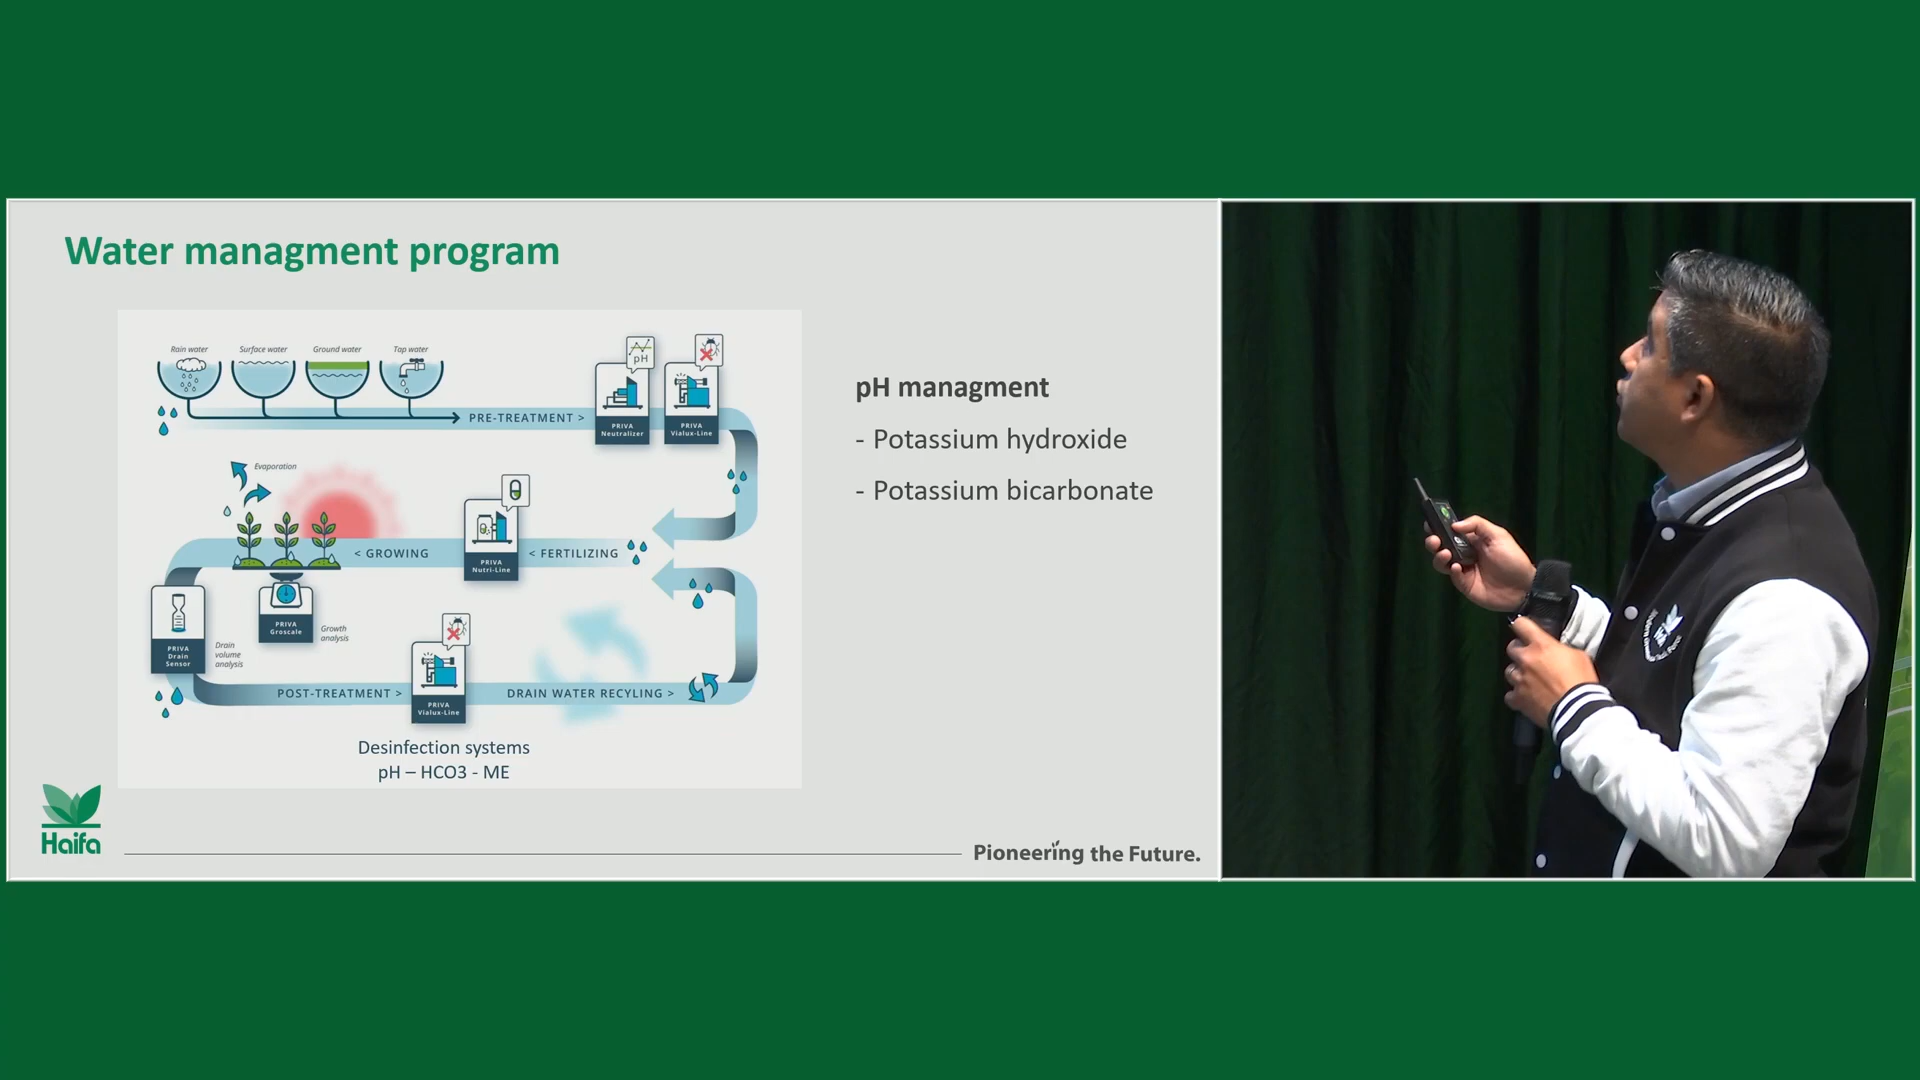 Water managment program
Rain water
Surface water
Ground water
Tap water
pH
PRE-TREATMENT >
PRIVA
Neutralizer
PRIVA
Vialux-Line
Evaporation
< GROWING
PRIVA
Nutri-Line
< FERTILIZING
PRIVA
Drain
Sensor
Drain
volume
analysis
PRIVA
Groscale
Growth
analysis
POST-TREATMENT >
PRIVA
Vialux-Line
DRAIN WATER RECYLING >
Desinfection systems
pH – HCO3 - ME
pH managment
- Potassium hydroxide
- Potassium bicarbonate
Haifa
Pioneering the Future.